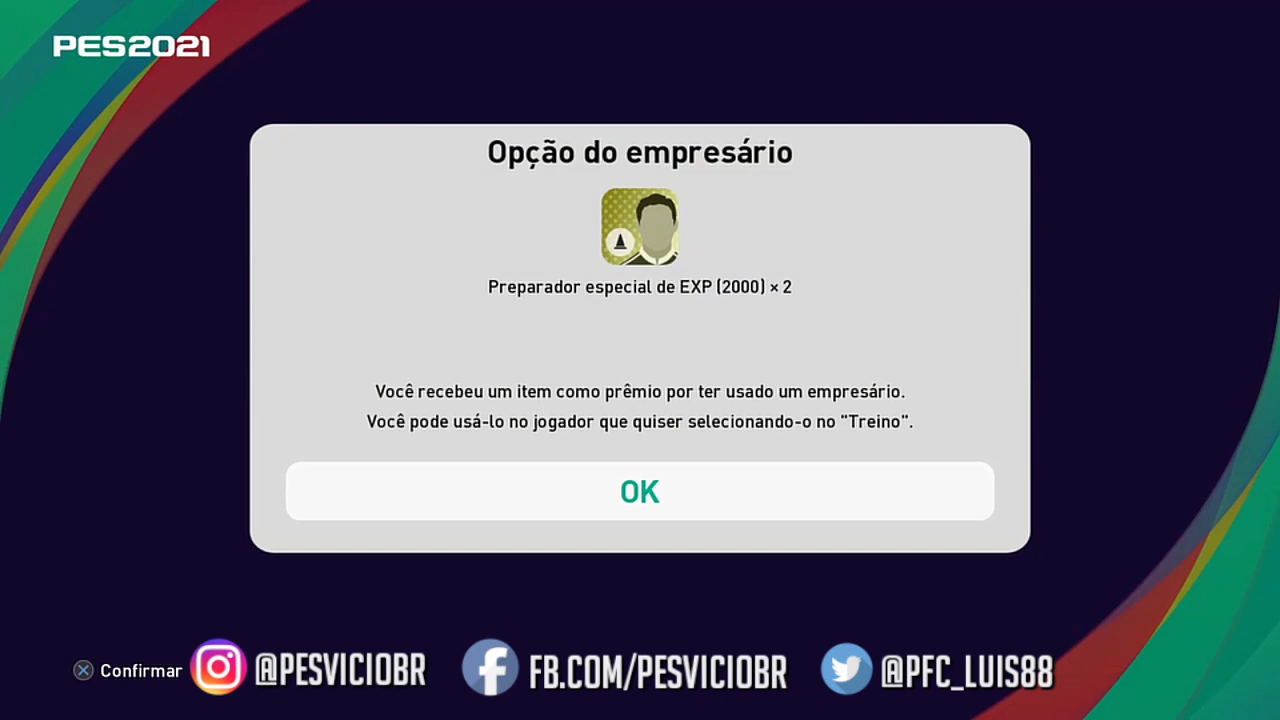 PES2021
Opção do empresário
Preparador especial de EXP (2000) × 2
Você recebeu um item como prêmio por ter usado um empresário.
Você pode usá-lo no jogador que quiser selecionando-o no "Treino".
OK
Confirmar @PESVICIOBR FB.COM/PESVICIOBR @PFC_LUIS88